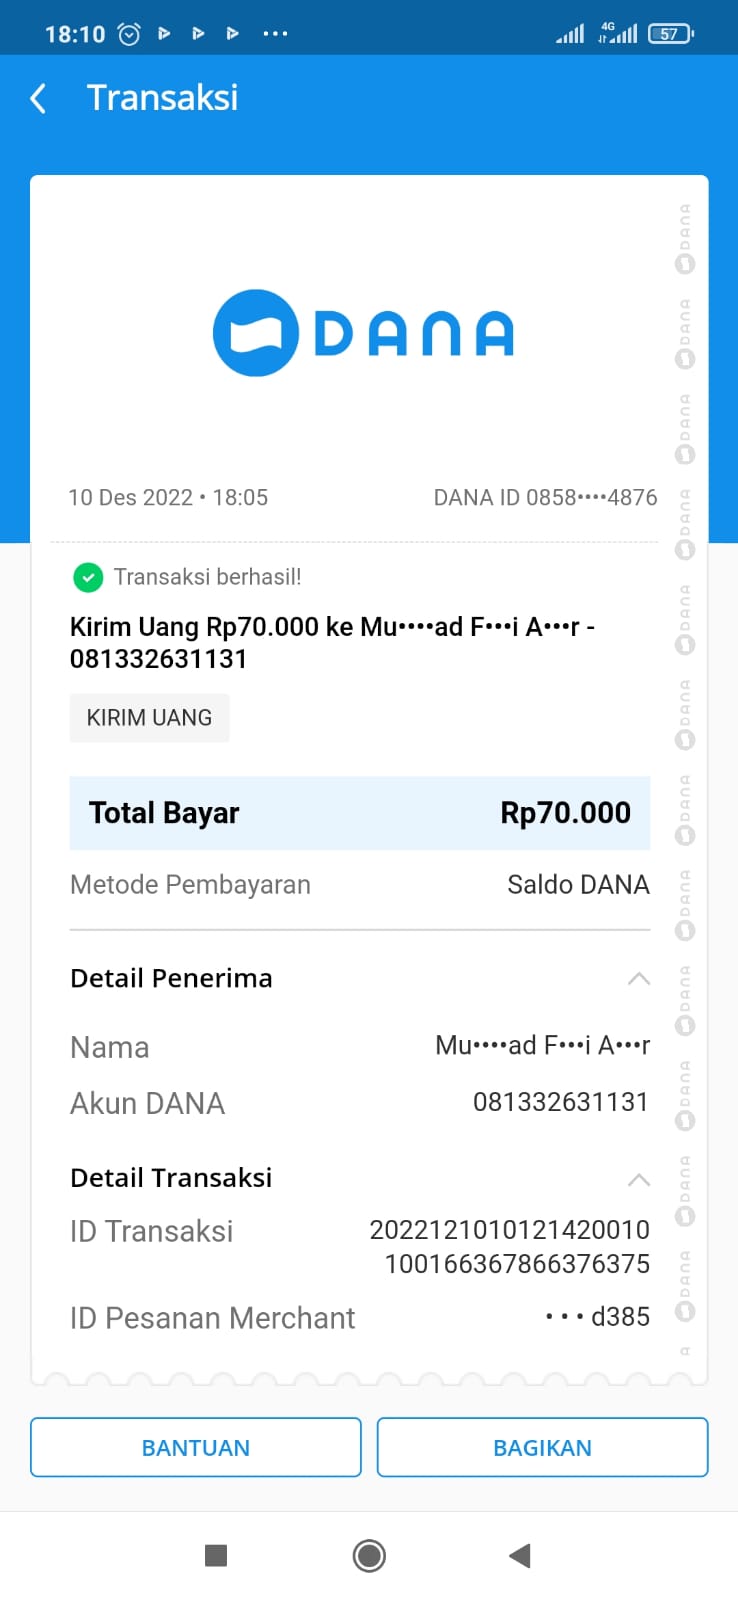 18:10
4G
57
Transaksi
DANA
10 Des 2022 • 18:05
DANA ID 0858••••4876
Transaksi berhasil!
Kirim Uang Rp70.000 ke Mu••••ad F•••i A•••r -
081332631131
KIRIM UANG
Total Bayar
Rp70.000
Metode Pembayaran
Saldo DANA
Detail Penerima
Nama
Mu••••ad F•••i A•••r
Akun DANA
081332631131
Detail Transaksi
ID Transaksi
2022121010121420010
100166367866376375
ID Pesanan Merchant
• • • d385
BANTUAN
BAGIKAN
DANA
DANA
DANA
DANA
DANA
DANA
DANA
DANA
DANA
DANA
DANA
DANA
A